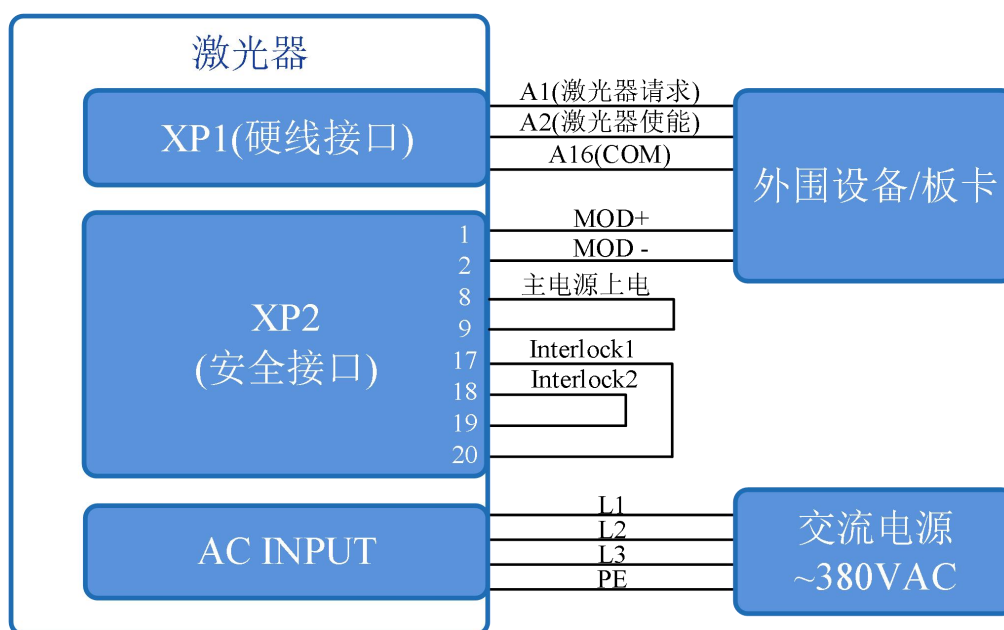 激光器
XP1(硬线接口)
A1(激光器请求)
A2(激光器使能)
A16(COM)
外围设备/板卡
XP2
(安全接口)
1
2
8
9
17
18
19
20
MOD+
MOD -
主电源上电
Interlock1
Interlock2
AC INPUT
L1
L2
L3
PE
交流电源
~380VAC